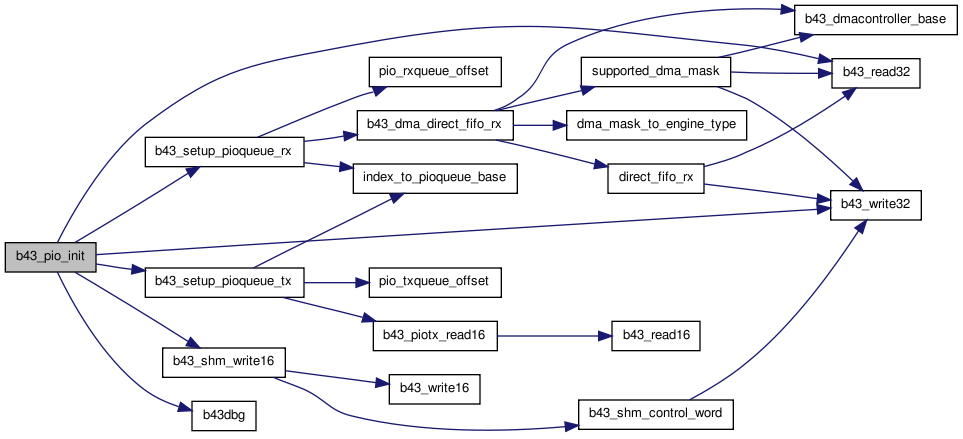 b43_dmacontroller_base
pio_rxqueue_offset
supported_dma_mask
b43_read32
b43_dma_direct_fifo_rx
dma_mask_to_engine_type
b43_setup_pioqueue_rx
index_to_pioqueue_base
direct_fifo_rx
b43_write32
b43_pio_init
b43_setup_pioqueue_tx
pio_txqueue_offset
b43_piotx_read16
b43_read16
b43_shm_write16
b43_write16
b43dbg
b43_shm_control_word